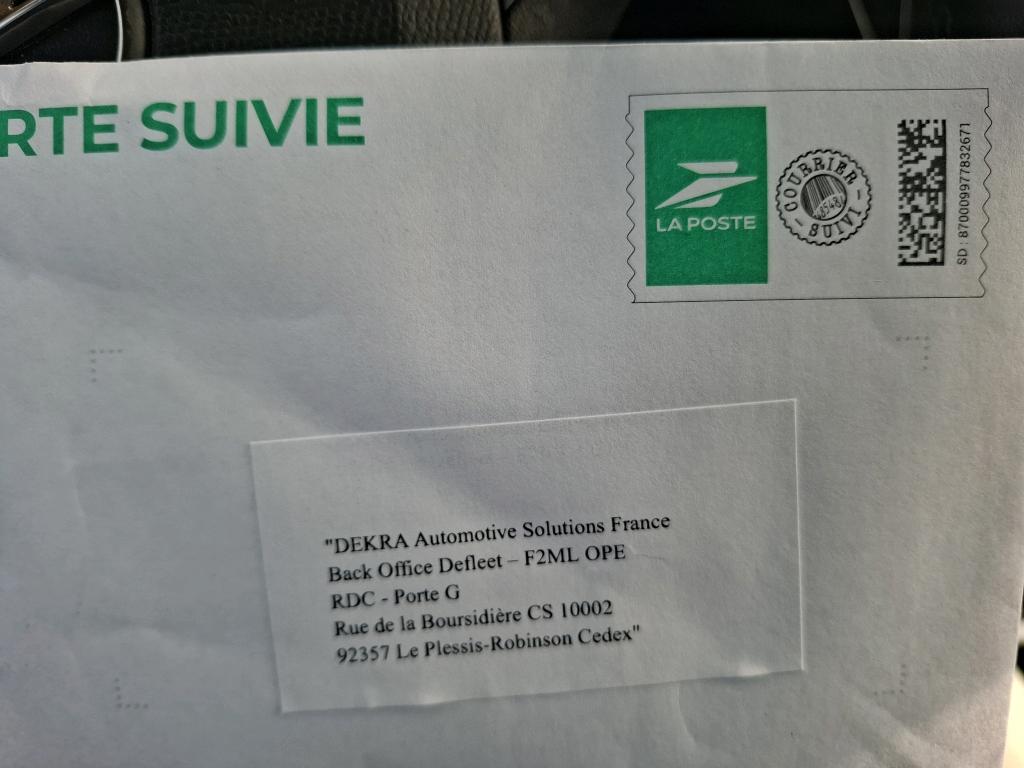 RTE SUIVIE
LA POSTE
COURRIER
SUIVI
SD : 87000997783267
"DEKRA Automotive Solutions France
Back Office Defleet – F2ML OPE
RDC - Porte G
Rue de la Boursidière CS 10002
92357 Le Plessis-Robinson Cedex"